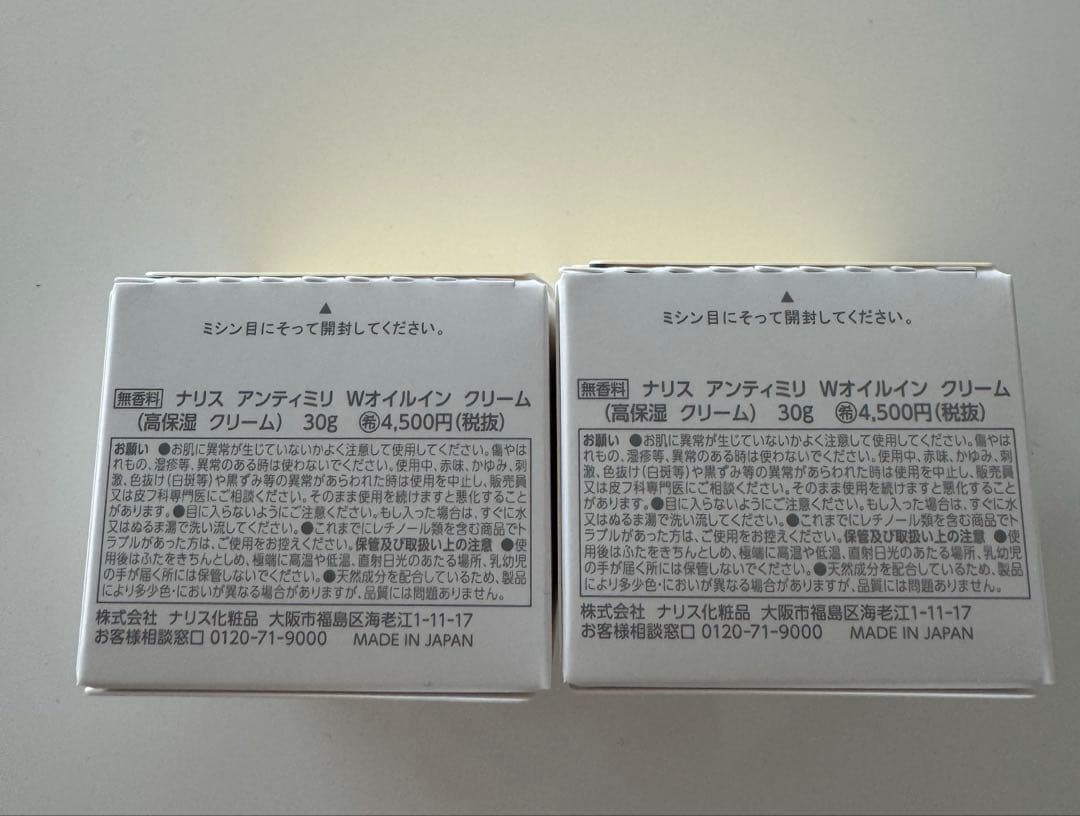 ▲
ミシン目にそって開封してください。
無香料 ナリス アンティミリ Wオイルイン クリーム
(高保湿 クリーム) 30g ㊕4,500円(税抜)
お願い ●お肌に異常が生じていないかよく注意して使用してください。傷やは
れもの、湿疹等、異常のある時は使わないでください。使用中、赤味、かゆみ、刺
激、色抜け(白斑等)や黒ずみ等の異常があらわれた時は使用を中止し、販売員
又は皮フ科専門医にご相談ください。そのまま使用を続けますと悪化すること
があります。●目に入らないようにご注意ください。もし入った場合は、すぐに水
又はぬるま湯で洗い流してください。●これまでにレチノール類を含む商品でト
ラブルがあった方は、ご使用をお控えください。保管及び取扱い上の注意 ●使
用後はふたをきちんとしめ、極端に高温や低温、直射日光のあたる場所、乳幼児
の手が届く所には保管しないでください。●天然成分を配合しているため、製品
により多少色・においが異なる場合がありますが、品質には問題ありません。
株式会社 ナリス化粧品 大阪市福島区海老江1-11-17
お客様相談窓口 0120-71-9000 MADE IN JAPAN
▲
ミシン目にそって開封してください。
無香料 ナリス アンティミリ Wオイルイン クリーム
(高保湿 クリーム) 30g 希4,500円(税抜)
お願い ●お肌に異常が生じていないかよく注意して使用してください。傷やは
れもの、湿疹等、異常のある時は使わないでください。使用中、赤味、かゆみ、刺
激、色抜け(白斑等)や黒ずみ等の異常があらわれた時は使用を中止し、販売員
又は皮フ科専門医にご相談ください。そのまま使用を続けますと悪化すること
があります。●目に入らないようにご注意ください。もし入った場合は、すぐに水
又はぬるま湯で洗い流してください。●これまでにレチノール類を含む商品でト
ラブルがあった方は、ご使用をお控えください。保管及び取扱い上の注意 ●使
用後はふたをきちんとしめ、極端に高温や低温、直射日光のあたる場所、乳幼児
の手が届く所には保管しないでください。●天然成分を配合しているため、製品
により多少色・においが異なる場合がありますが、品質には問題ありません。
株式会社 ナリス化粧品 大阪市福島区海老江1-11-17
お客様相談窓口 0120-71-9000 MADE IN JAPAN